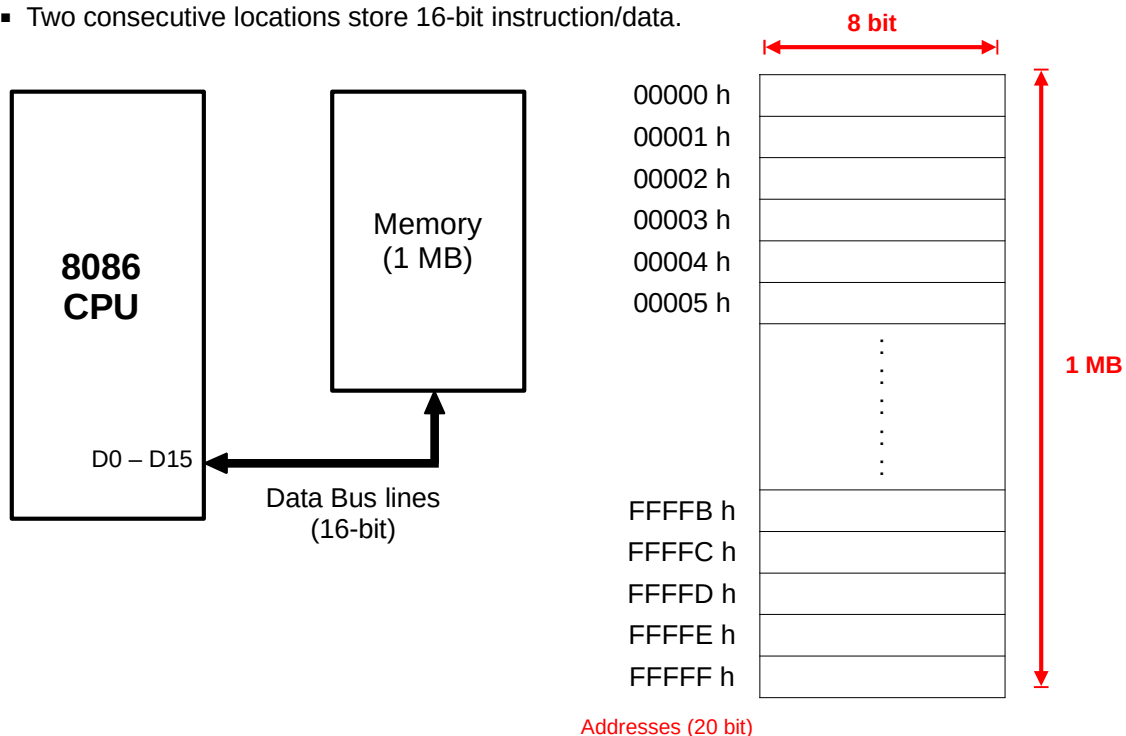 ▪ Two consecutive locations store 16-bit instruction/data.
8086
CPU
D0 – D15
Memory
(1 MB)
Data Bus lines
(16-bit)
8 bit
00000 h
00001 h
00002 h
00003 h
00004 h
00005 h
.
.
.
.
.
.
.
FFFFB h
FFFFC h
FFFFD h
FFFFE h
FFFFF h
1 MB
Addresses (20 bit)